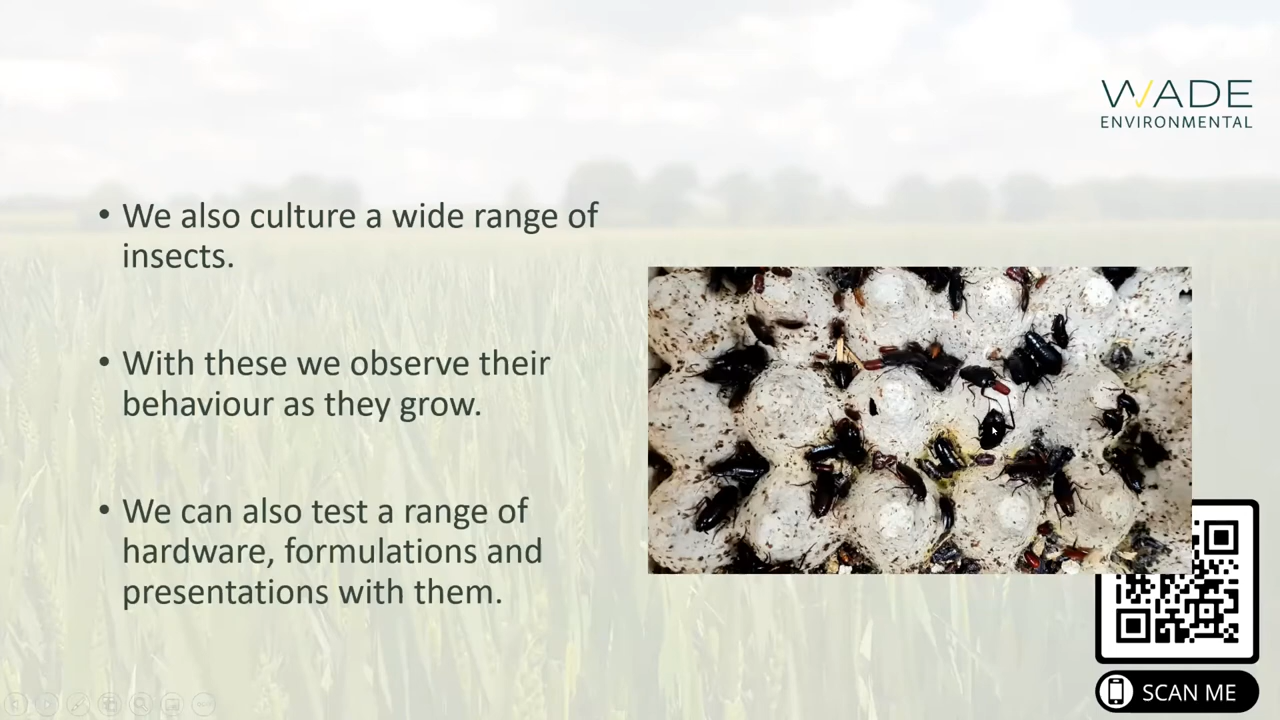 WADE
ENVIRONMENTAL
• We also culture a wide range of
insects.
• With these we observe their
behaviour as they grow.
• We can also test a range of
hardware, formulations and
presentations with them.
SCAN ME